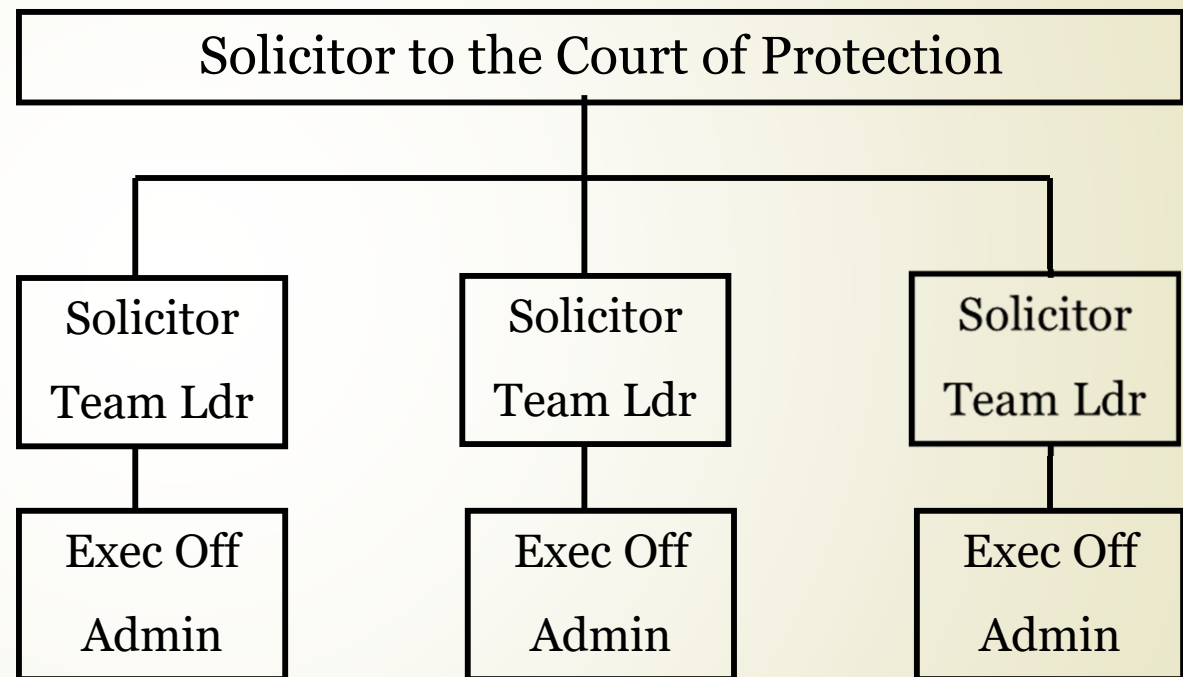 Solicitor to the Court of Protection
Solicitor
Team Ldr
Solicitor
Team Ldr
Solicitor
Team Ldr
Exec Off
Admin
Exec Off
Admin
Exec Off
Admin